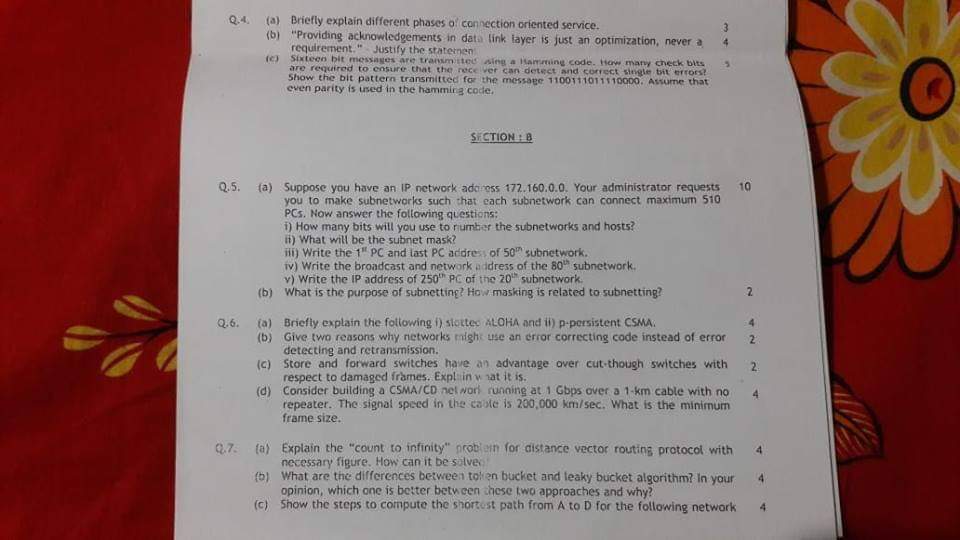 Q.4. (a) Briefly explain different phases of connection oriented service. 3
(b) "Providing acknowledgements in data link layer is just an optimization, never a 4
requirement." - Justify the statement
(c) Sixteen bit messages are transmitted using a Hamming code. How many check bits 5
are required to ensure that the receiver can detect and correct single bit errors?
Show the bit pattern transmitted for the message 1100111011110000. Assume that
even parity is used in the hamming code.
SECTION : B
Q.5. (a) Suppose you have an IP network address 172.160.0.0. Your administrator requests 10
you to make subnetworks such that each subnetwork can connect maximum 510
PCs. Now answer the following questions:
i) How many bits will you use to number the subnetworks and hosts?
ii) What will be the subnet mask?
iii) Write the 1st PC and last PC address of 50th subnetwork.
iv) Write the broadcast and network address of the 80th subnetwork.
v) Write the IP address of 250th PC of the 20th subnetwork.
(b) What is the purpose of subnetting? How masking is related to subnetting? 2
Q.6. (a) Briefly explain the following i) slotted ALOHA and ii) p-persistent CSMA. 4
(b) Give two reasons why networks might use an error correcting code instead of error 2
detecting and retransmission.
(c) Store and forward switches have an advantage over cut-though switches with 2
respect to damaged frames. Explain what it is.
(d) Consider building a CSMA/CD network running at 1 Gbps over a 1-km cable with no 4
repeater. The signal speed in the cable is 200,000 km/sec. What is the minimum
frame size.
Q.7. (a) Explain the "count to infinity" problem for distance vector routing protocol with 4
necessary figure. How can it be solved?
(b) What are the differences between token bucket and leaky bucket algorithm? In your 4
opinion, which one is better between these two approaches and why?
(c) Show the steps to compute the shortest path from A to D for the following network 4